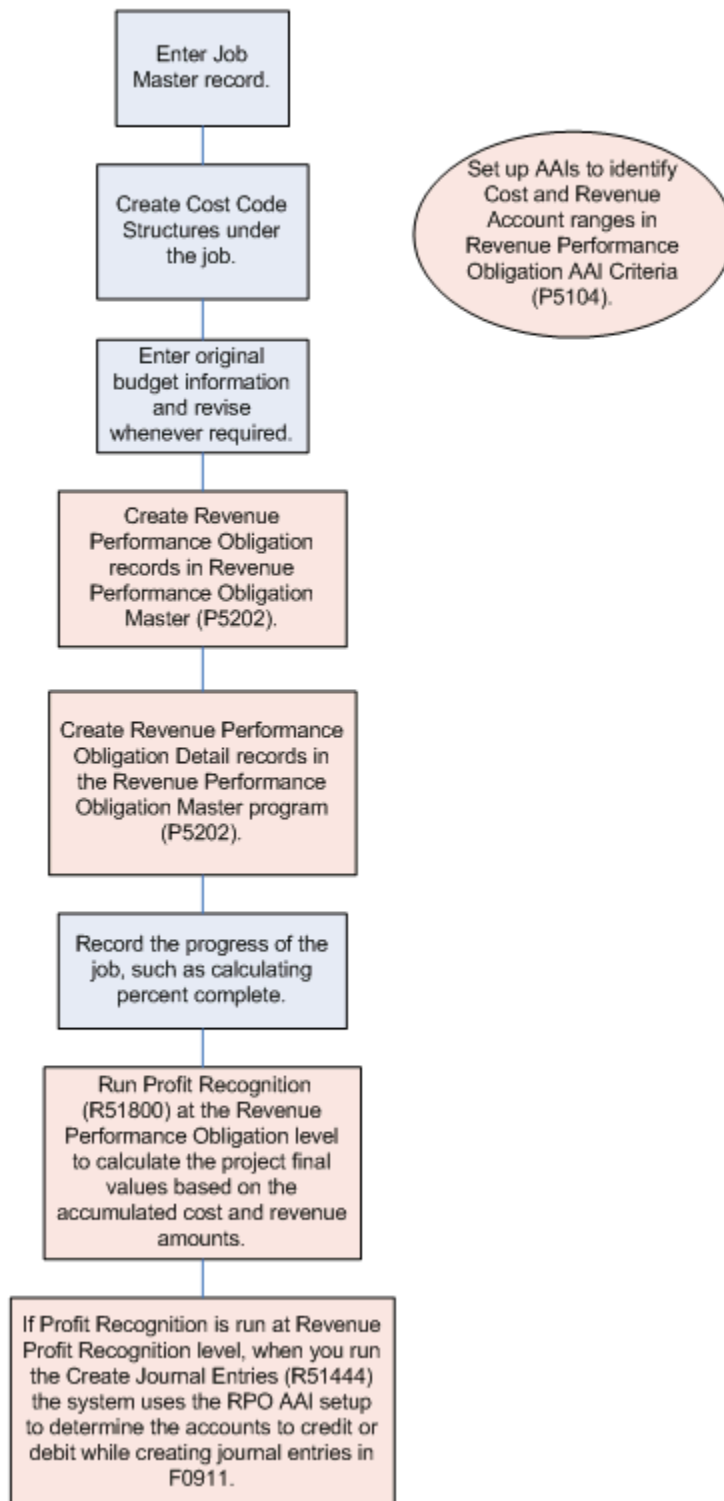 Enter Job
Master record.
Create Cost Code
Structures under
the job.
Set up AAIs to identify
Cost and Revenue
Account ranges in
Revenue Performance
Obligation AAI Criteria
(P5104).
Enter original
budget information
and revise
whenever required.
Create Revenue
Performance Obligation
records in Revenue
Performance Obligation
Master (P5202).
Create Revenue Performance
Obligation Detail records in
the Revenue Performance
Obligation Master program
(P5202).
Record the progress of the
job, such as calculating
percent complete.
Run Profit Recognition
(R51800) at the Revenue
Performance Obligation level
to calculate the project final
values based on the
accumulated cost and revenue
amounts.
If Profit Recognition is run at Revenue
Profit Recognition level, when you run
the Create Journal Entries (R51444)
the system uses the RPO AAI setup
to determine the accounts to credit or
debit while creating journal entries in
F0911.